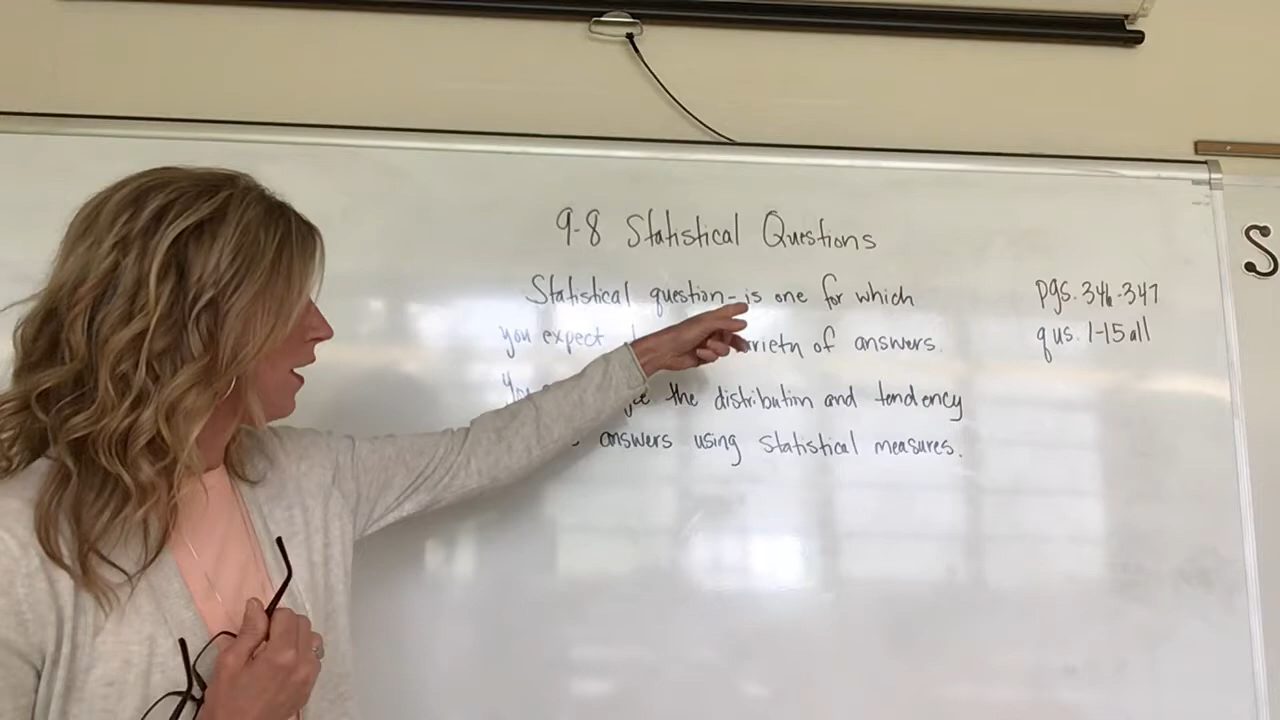 9-8 Statistical Questions
Statistical question - is one for which
you expect variety of answers.
the distribution and tendency
answers using statistical measures.
pgs. 346-347
qus. 1-15 all
S